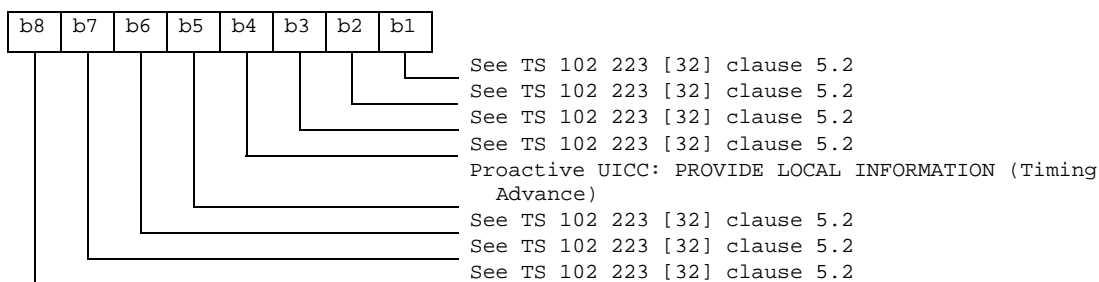 b8 b7 b6 b5 b4 b3 b2 b1
See TS 102 223 [32] clause 5.2
See TS 102 223 [32] clause 5.2
See TS 102 223 [32] clause 5.2
See TS 102 223 [32] clause 5.2
Proactive UICC: PROVIDE LOCAL INFORMATION (Timing
Advance)
See TS 102 223 [32] clause 5.2
See TS 102 223 [32] clause 5.2
See TS 102 223 [32] clause 5.2